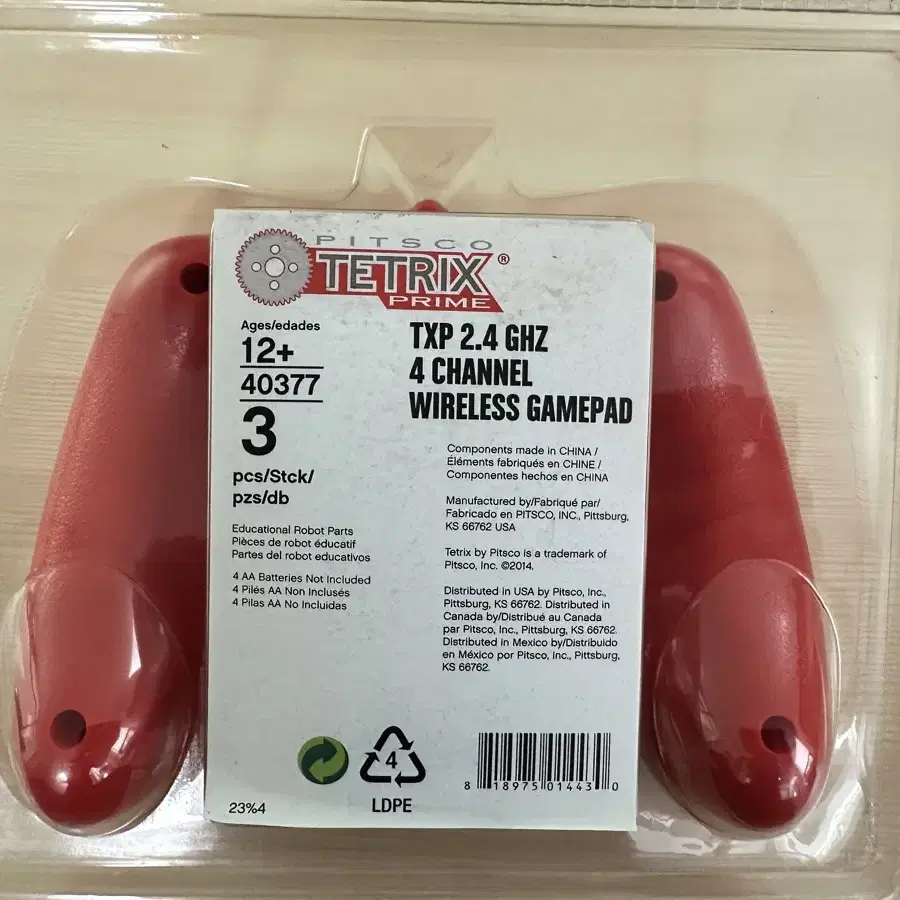 PITSCO
TETRIX®
PRIME
Ages/edades
12+
40377
3
pcs/Stck/
pzs/db
Educational Robot Parts
Pièces de robot éducatif
Partes del robot educativos
4 AA Batteries Not Included
4 Pilés AA Non Inclusés
4 Pilas AA No Incluidas
TXP 2.4 GHZ
4 CHANNEL
WIRELESS GAMEPAD
Components made in CHINA /
Éléments fabriqués en CHINE /
Componentes hechos en CHINA
Manufactured by/Fabriqué par/
Fabricado en PITSCO, INC., Pittsburg,
KS 66762 USA
Tetrix by Pitsco is a trademark of
Pitsco, Inc. ©2014.
Distributed in USA by Pitsco, Inc.,
Pittsburg, KS 66762. Distributed in
Canada by/Distribué au Canada
par Pitsco, Inc., Pittsburg, KS 66762.
Distributed in Mexico by/Distribuido
en México por Pitsco, Inc., Pittsburg,
KS 66762.
4
LDPE
8 18975 01443 0
23%4